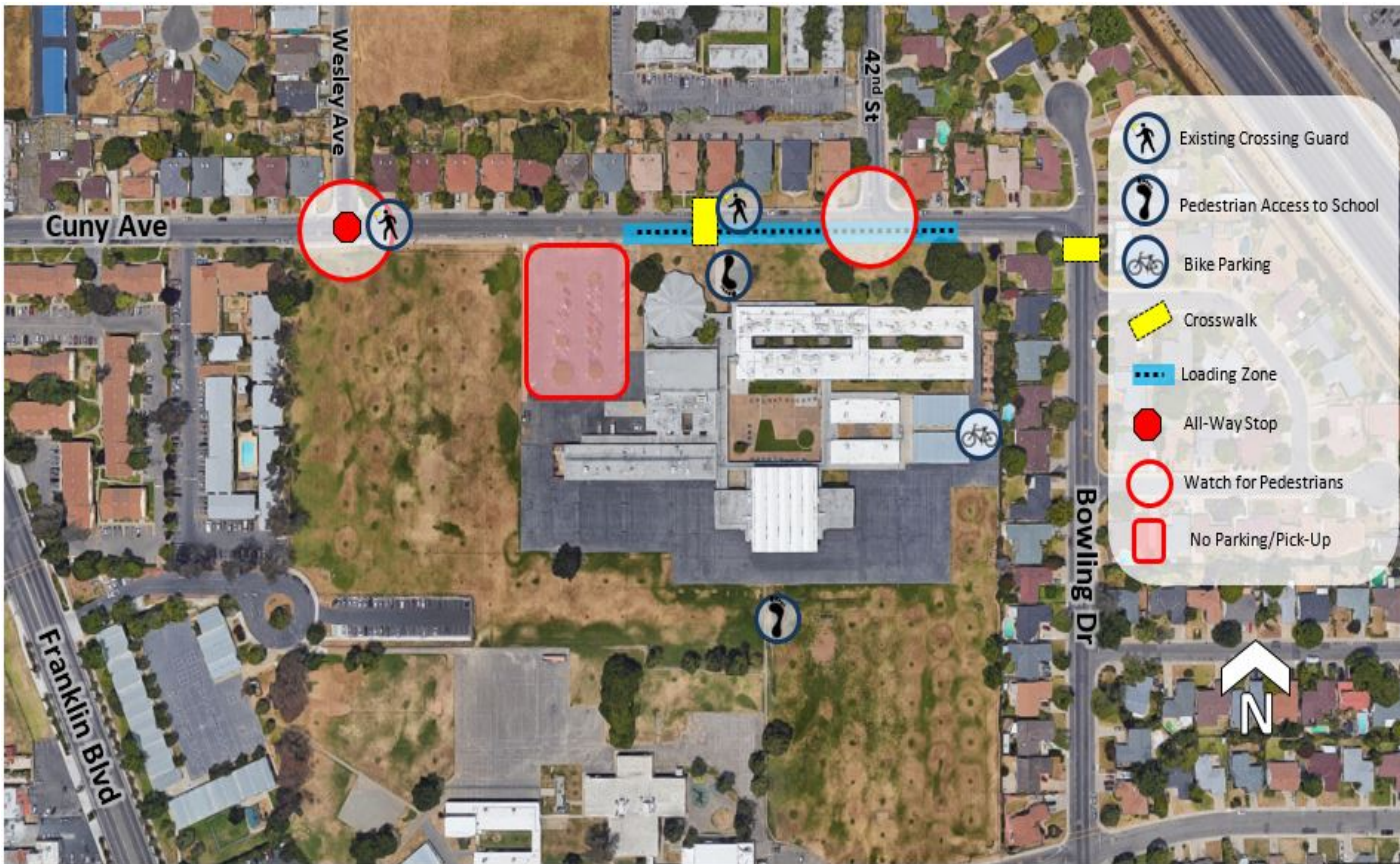 Wesley Ave
42nd St
Cuny Ave
Existing Crossing Guard
Pedestrian Access to School
Bike Parking
Crosswalk
Loading Zone
All-Way Stop
Watch for Pedestrians
No Parking/Pick-Up
Bowling Dr
Franklin Blvd
N